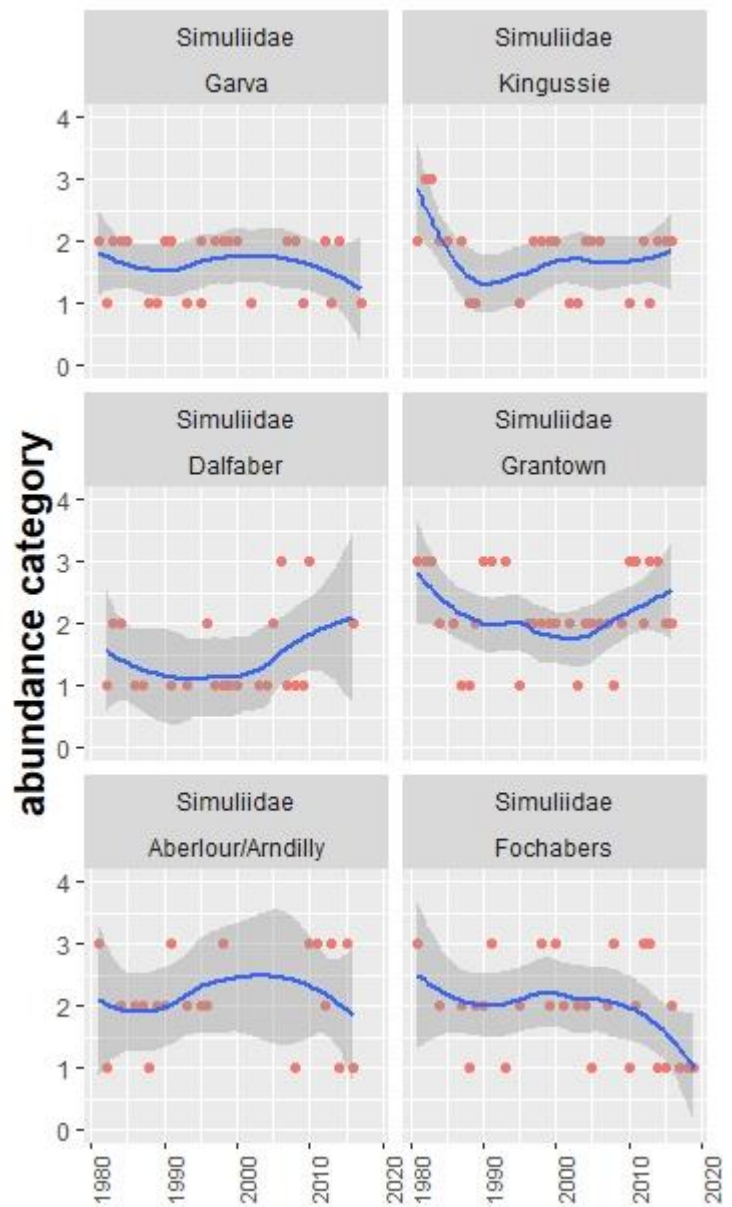 Simuliidae
Garva
Simuliidae
Kingussie
4
3
2
1
0
Simuliidae
Dalfaber
Simuliidae
Grantown
4
3
2
1
0
abundance category
Simuliidae
Aberlour/Arndilly
Simuliidae
Fochabers
4
3
2
1
0
1980
1990
2000
2010
2020
1980
1990
2000
2010
2020